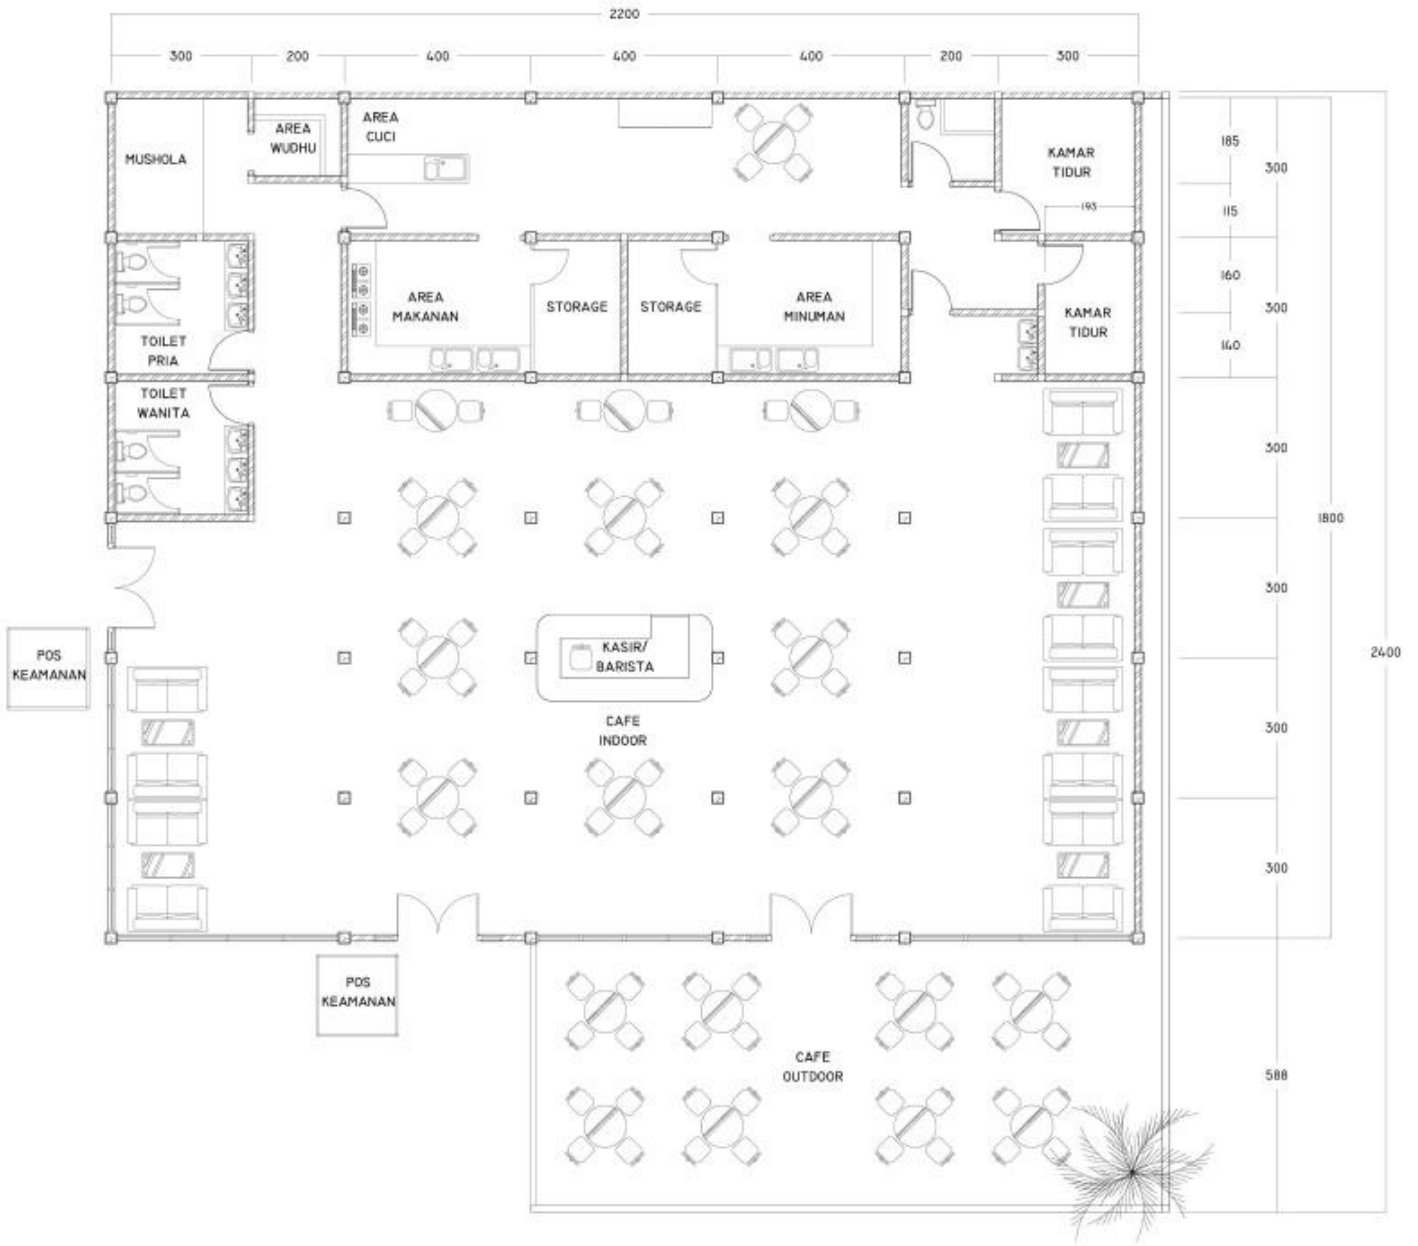 2200
300
200
400
400
400
200
300
MUSHOLA
AREA
WUDHU
AREA
CUCI
KAMAR
TIDUR
193
185
300
115
AREA
MAKANAN
STORAGE
STORAGE
AREA
MINUMAN
KAMAR
TIDUR
160
300
140
TOILET
PRIA
TOILET
WANITA
300
1800
300
POS
KEAMANAN
KASIR/
BARISTA
2400
CAFE
INDOOR
300
300
POS
KEAMANAN
CAFE
OUTDOOR
588